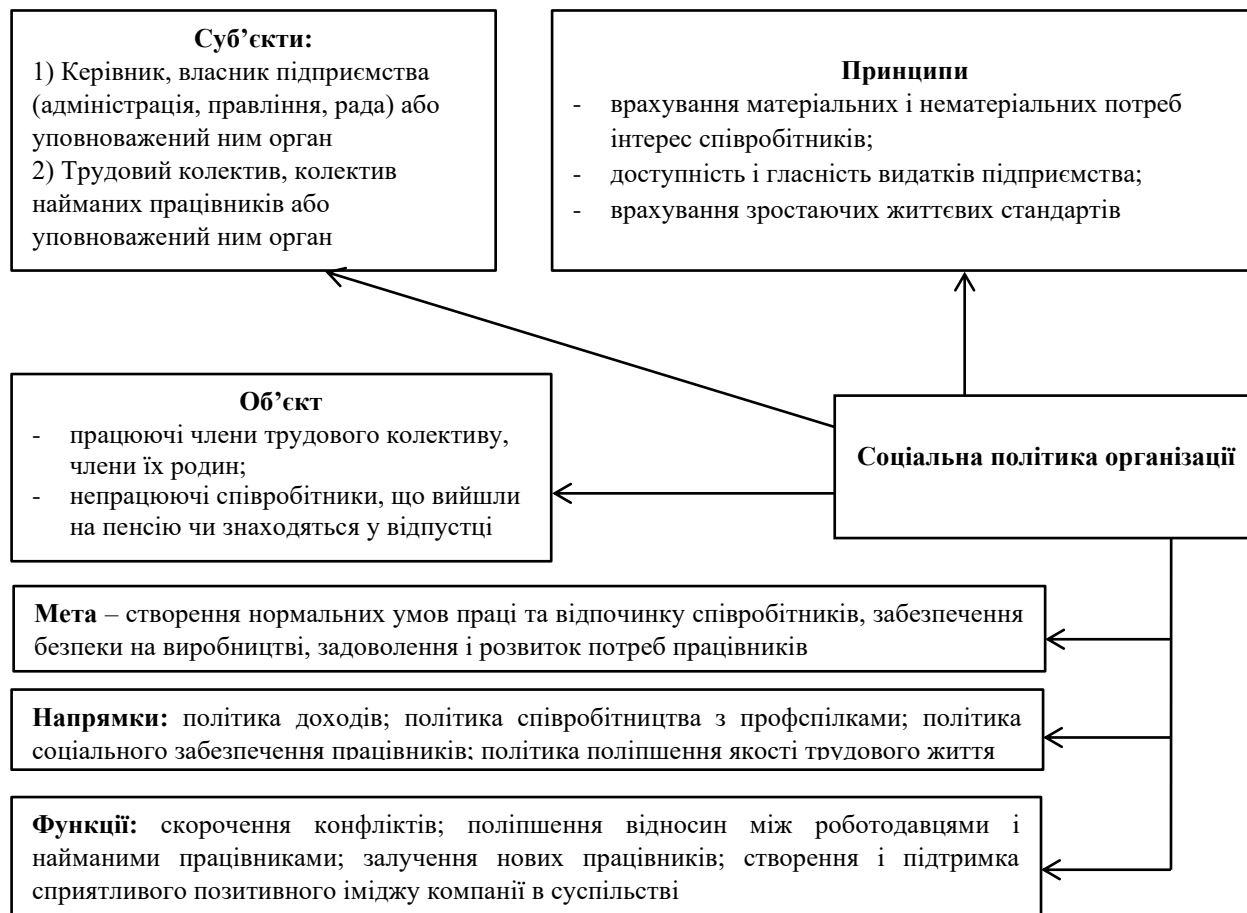 Суб’єкти:
1) Керівник, власник підприємства
(адміністрація, правління, рада) або
уповноважений ним орган
2) Трудовий колектив, колектив
найманих працівників або
уповноважений ним орган
Принципи
- врахування матеріальних і нематеріальних потреб
інтерес співробітників;
- доступність і гласність видатків підприємства;
- врахування зростаючих життєвих стандартів
Об’єкт
- працюючі члени трудового колективу,
члени їх родин;
- непрацюючі співробітники, що вийшли
на пенсію чи знаходяться у відпустці
Соціальна політика організації
Мета – створення нормальних умов праці та відпочинку співробітників, забезпечення
безпеки на виробництві, задоволення і розвиток потреб працівників
Напрямки: політика доходів; політика співробітництва з профспілками; політика
соціального забезпечення працівників; політика поліпшення якості трудового життя
Функції: скорочення конфліктів; поліпшення відносин між роботодавцями і
найманими працівниками; залучення нових працівників; створення і підтримка
сприятливого позитивного іміджу компанії в суспільстві